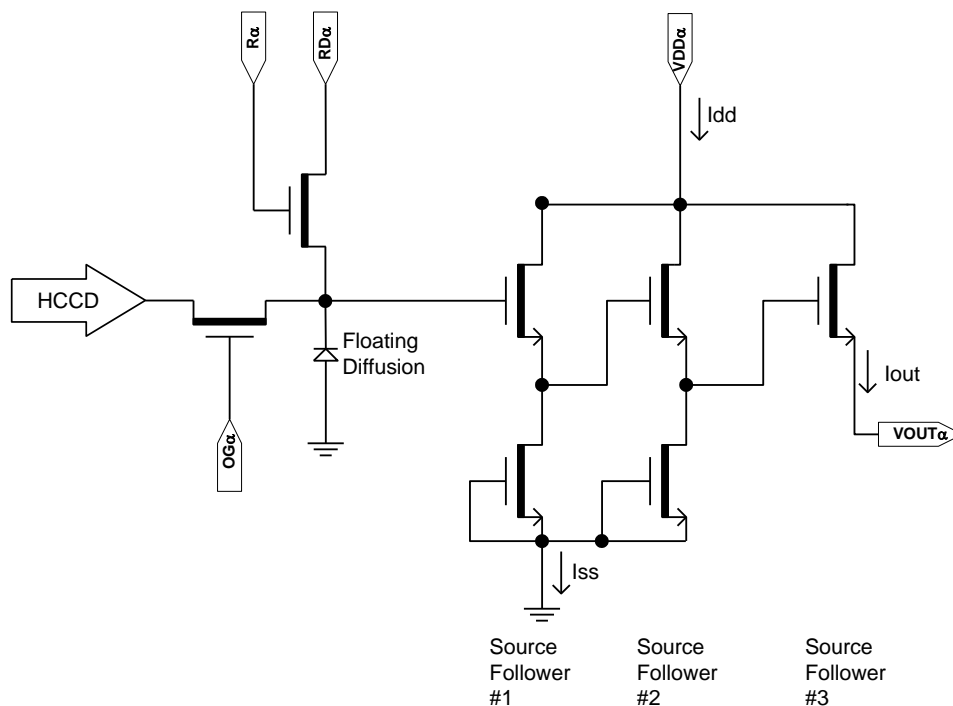 Rα
RDα
VDDα
Idd
HCCD
Floating
Diffusion
Iout
VOUTα
OGα
Iss
Source
Follower
#1
Source
Follower
#2
Source
Follower
#3